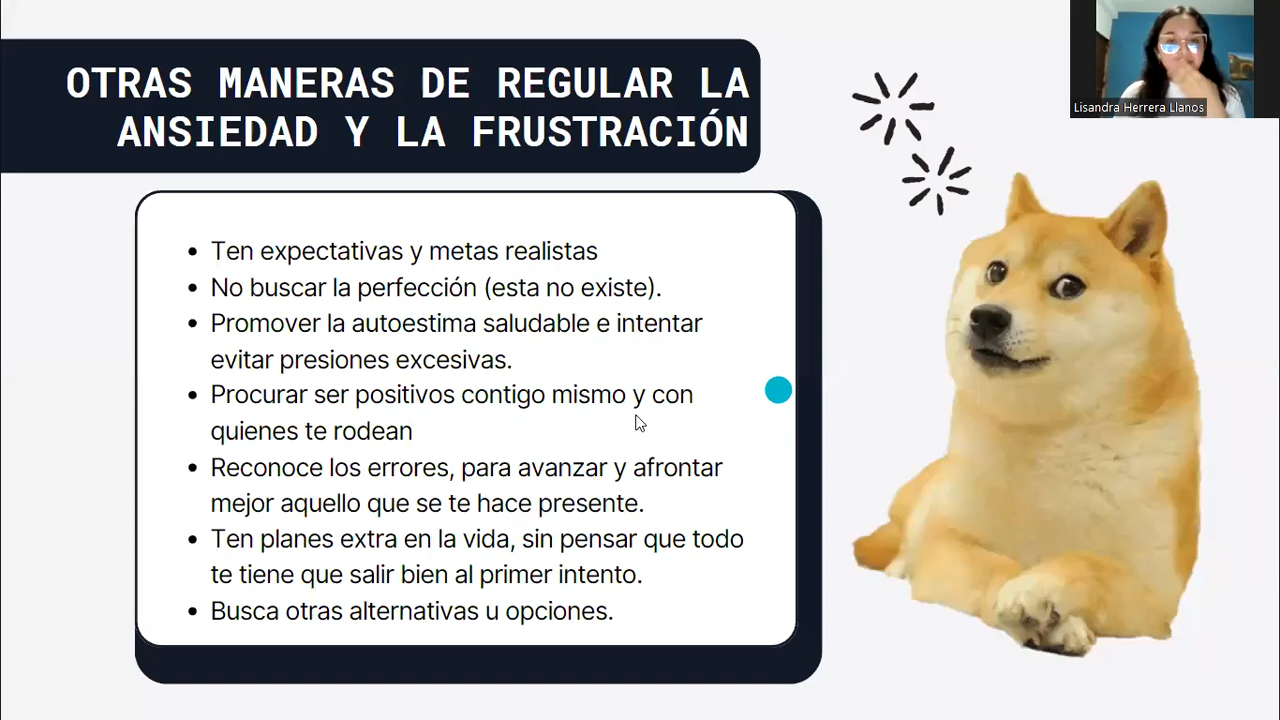 OTRAS MANERAS DE REGULAR LA
ANSIEDAD Y LA FRUSTRACIÓN
Lisandra Herrera Llanos
• Ten expectativas y metas realistas
• No buscar la perfección (esta no existe).
• Promover la autoestima saludable e intentar
evitar presiones excesivas.
• Procurar ser positivos contigo mismo y con
quienes te rodean
• Reconoce los errores, para avanzar y afrontar
mejor aquello que se te hace presente.
• Ten planes extra en la vida, sin pensar que todo
te tiene que salir bien al primer intento.
• Busca otras alternativas u opciones.